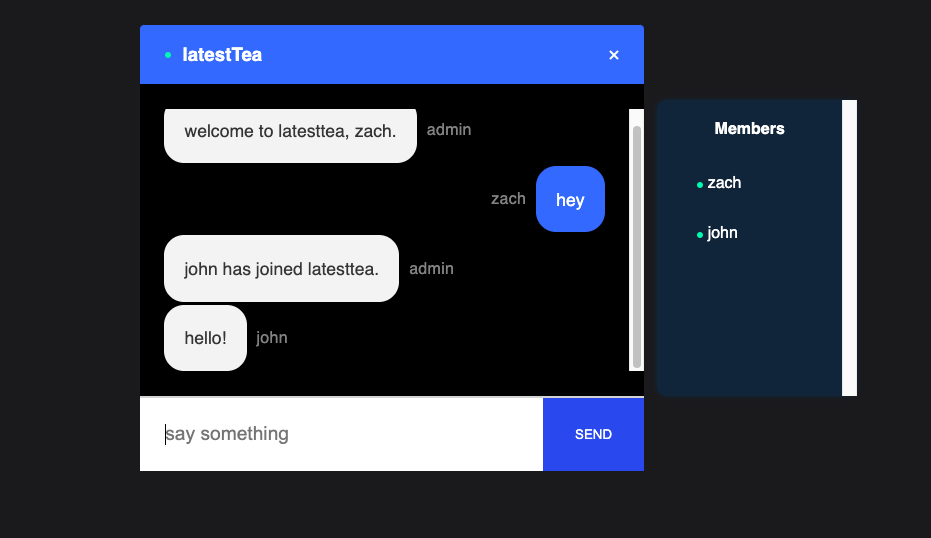 latestTea
×
welcome to latesttea, zach. admin
zach hey
john has joined latesttea. admin
hello! john
say something
SEND
Members
zach
john